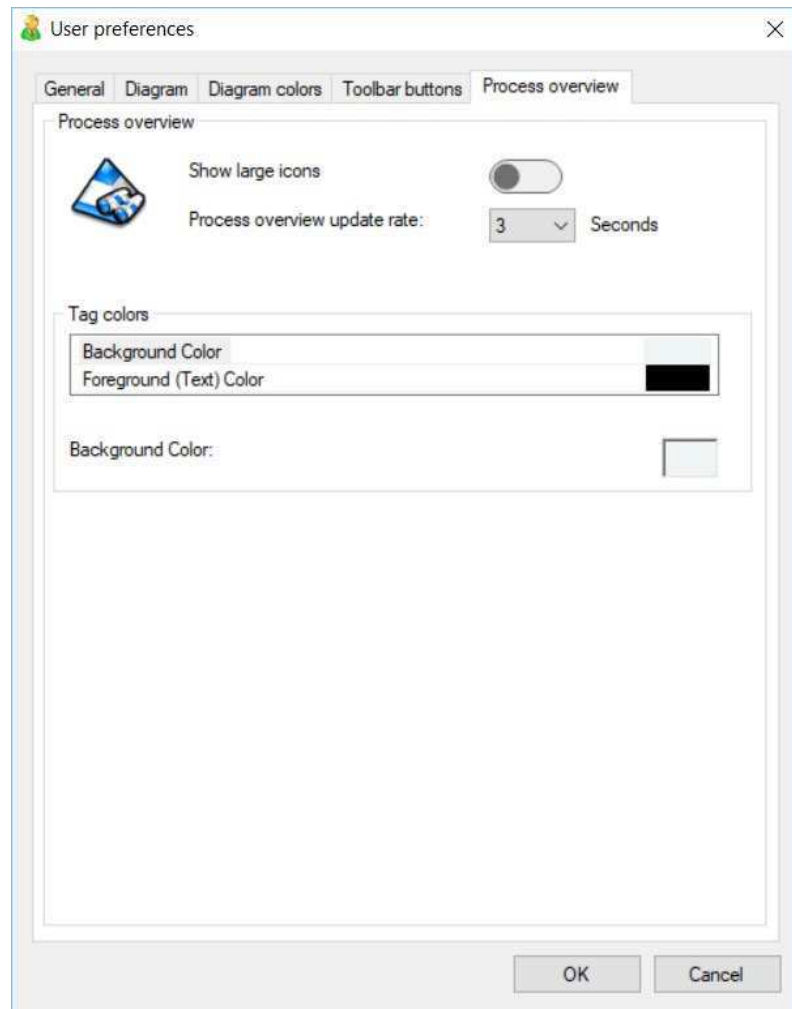 User preferences
General Diagram Diagram colors Toolbar buttons Process overview
Process overview
Show large icons
Process overview update rate: 3 Seconds
Tag colors
Background Color
Foreground (Text) Color
Background Color:
OK Cancel